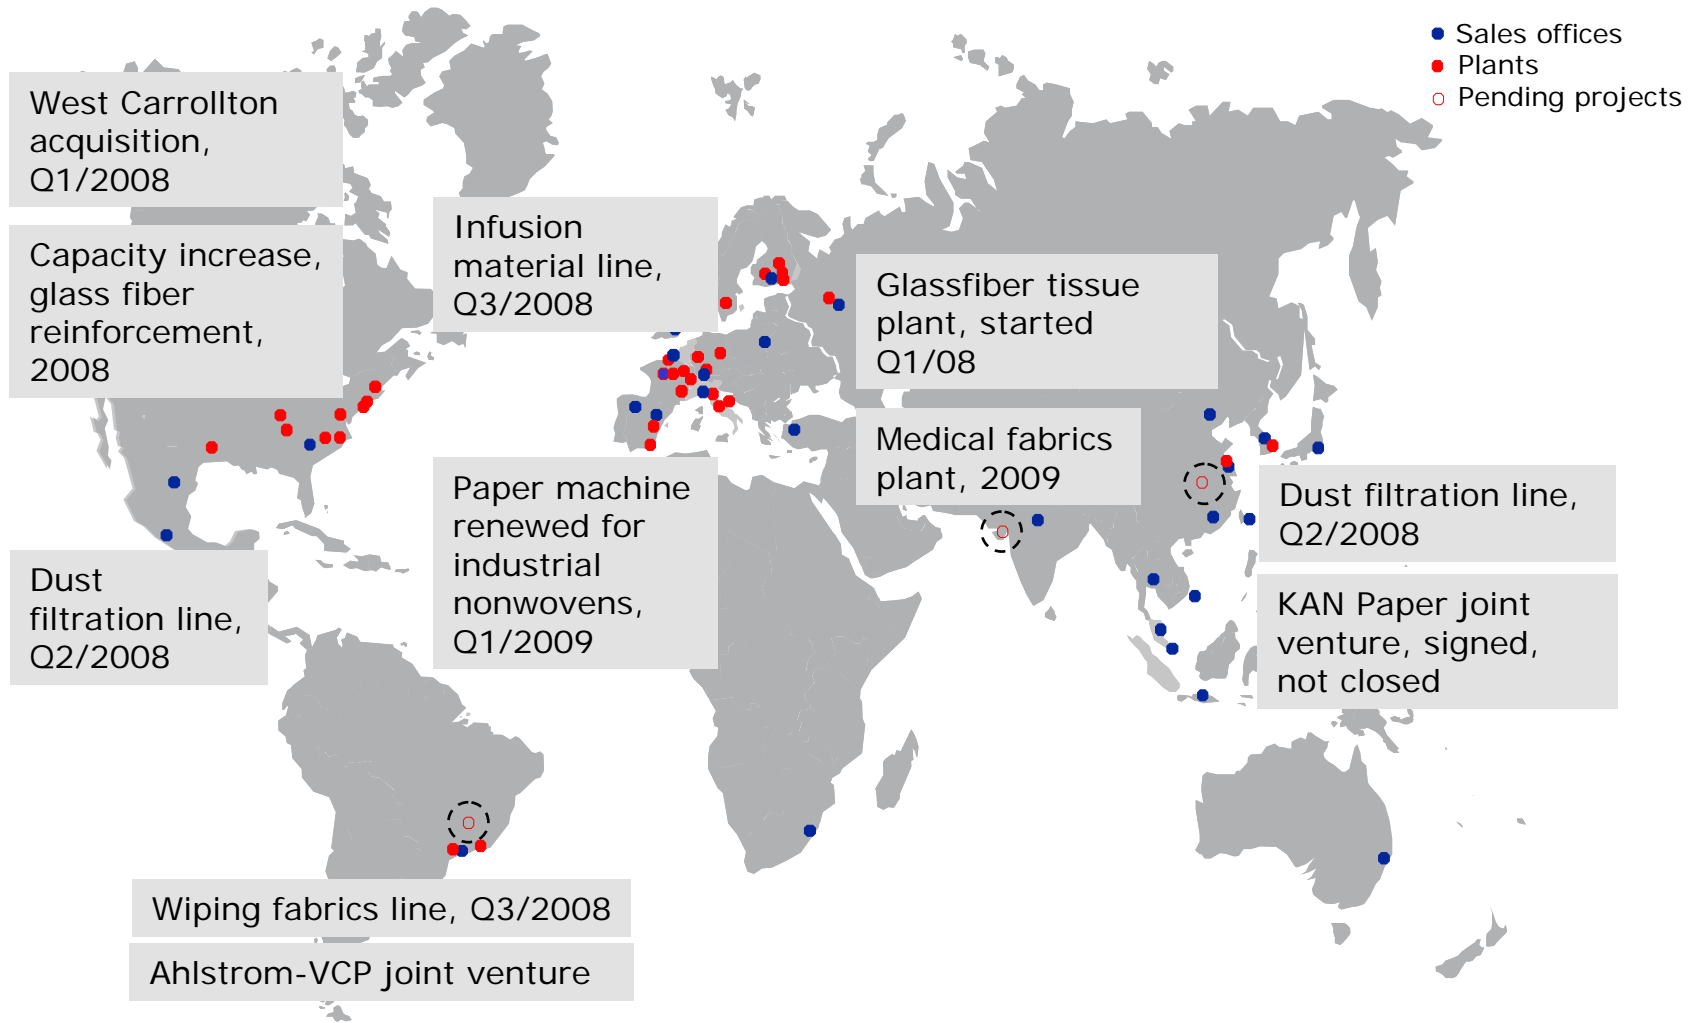 Sales offices
Plants
Pending projects
West Carrollton
acquisition,
Q1/2008
Capacity increase,
glass fiber
reinforcement,
2008
Infusion
material line,
Q3/2008
Glassfiber tissue
plant, started
Q1/08
Medical fabrics
plant, 2009
Paper machine
renewed for
industrial
nonwovens,
Q1/2009
Dust filtration line,
Q2/2008
Dust
filtration line,
Q2/2008
KAN Paper joint
venture, signed,
not closed
Wiping fabrics line, Q3/2008
Ahlstrom-VCP joint venture